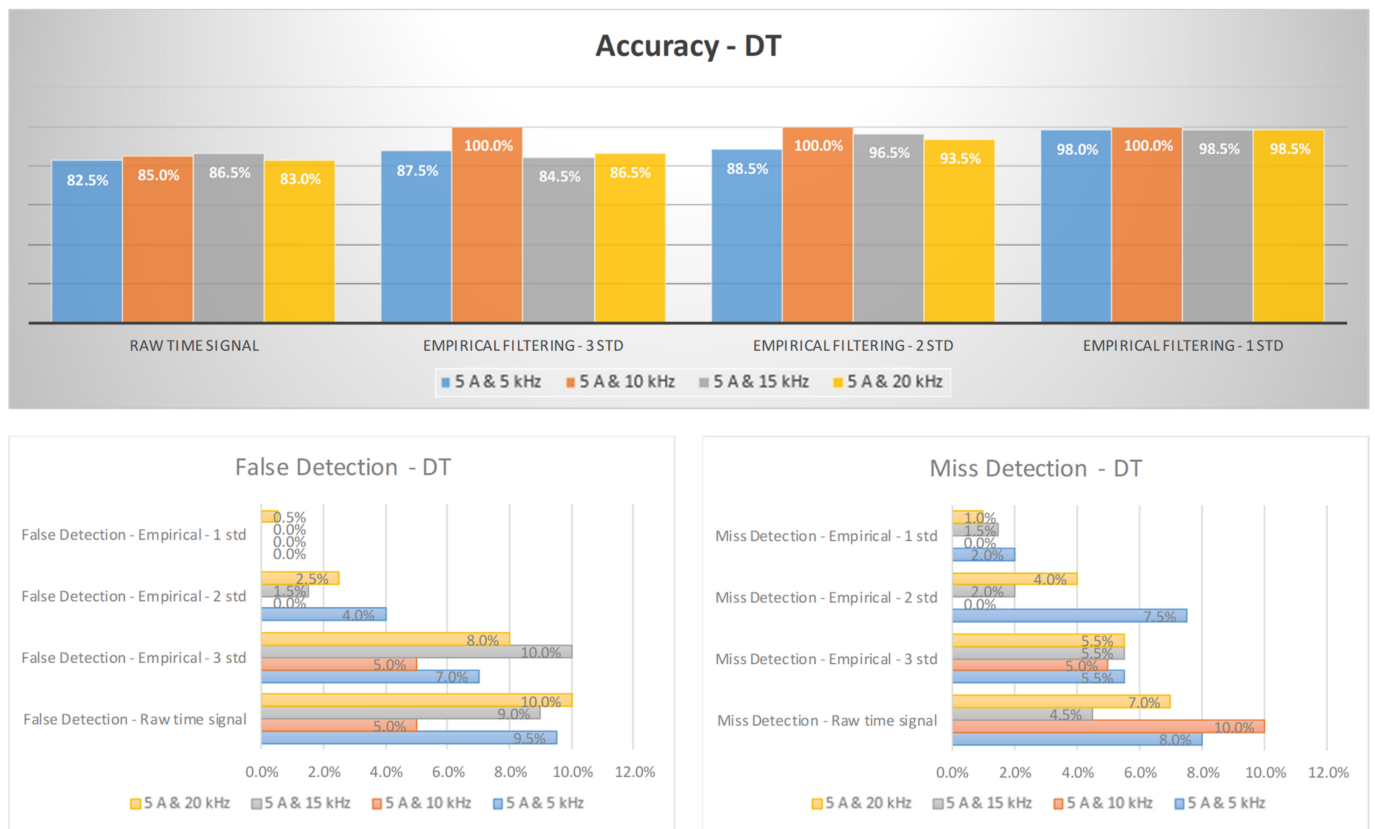 Accuracy - DT
82.5% 85.0% 86.5% 83.0% 87.5% 100.0% 84.5% 86.5% 88.5% 100.0% 96.5% 93.5% 98.0% 100.0% 98.5% 98.5%
RAW TIME SIGNAL EMPIRICAL FILTERING - 3 STD EMPIRICAL FILTERING - 2 STD EMPIRICAL FILTERING - 1 STD
5 A & 5 kHz 5 A & 10 kHz 5 A & 15 kHz 5 A & 20 kHz
False Detection - DT
False Detection - Empirical - 1 std
0.5%
0.0%
0.0%
0.0%
False Detection - Empirical - 2 std
2.5%
1.5%
0.0%
4.0%
False Detection - Empirical - 3 std
8.0%
10.0%
5.0%
7.0%
False Detection - Raw time signal
10.0%
9.0%
5.0%
9.5%
0.0% 2.0% 4.0% 6.0% 8.0% 10.0% 12.0%
5 A & 20 kHz 5 A & 15 kHz 5 A & 10 kHz 5 A & 5 kHz
Miss Detection - DT
Miss Detection - Empirical - 1 std
1.0%
1.5%
0.0%
2.0%
Miss Detection - Empirical - 2 std
4.0%
2.0%
0.0%
7.5%
Miss Detection - Empirical - 3 std
5.5%
5.5%
5.0%
5.5%
Miss Detection - Raw time signal
7.0%
4.5%
10.0%
8.0%
0.0% 2.0% 4.0% 6.0% 8.0% 10.0% 12.0%
5 A & 20 kHz 5 A & 15 kHz 5 A & 10 kHz 5 A & 5 kHz